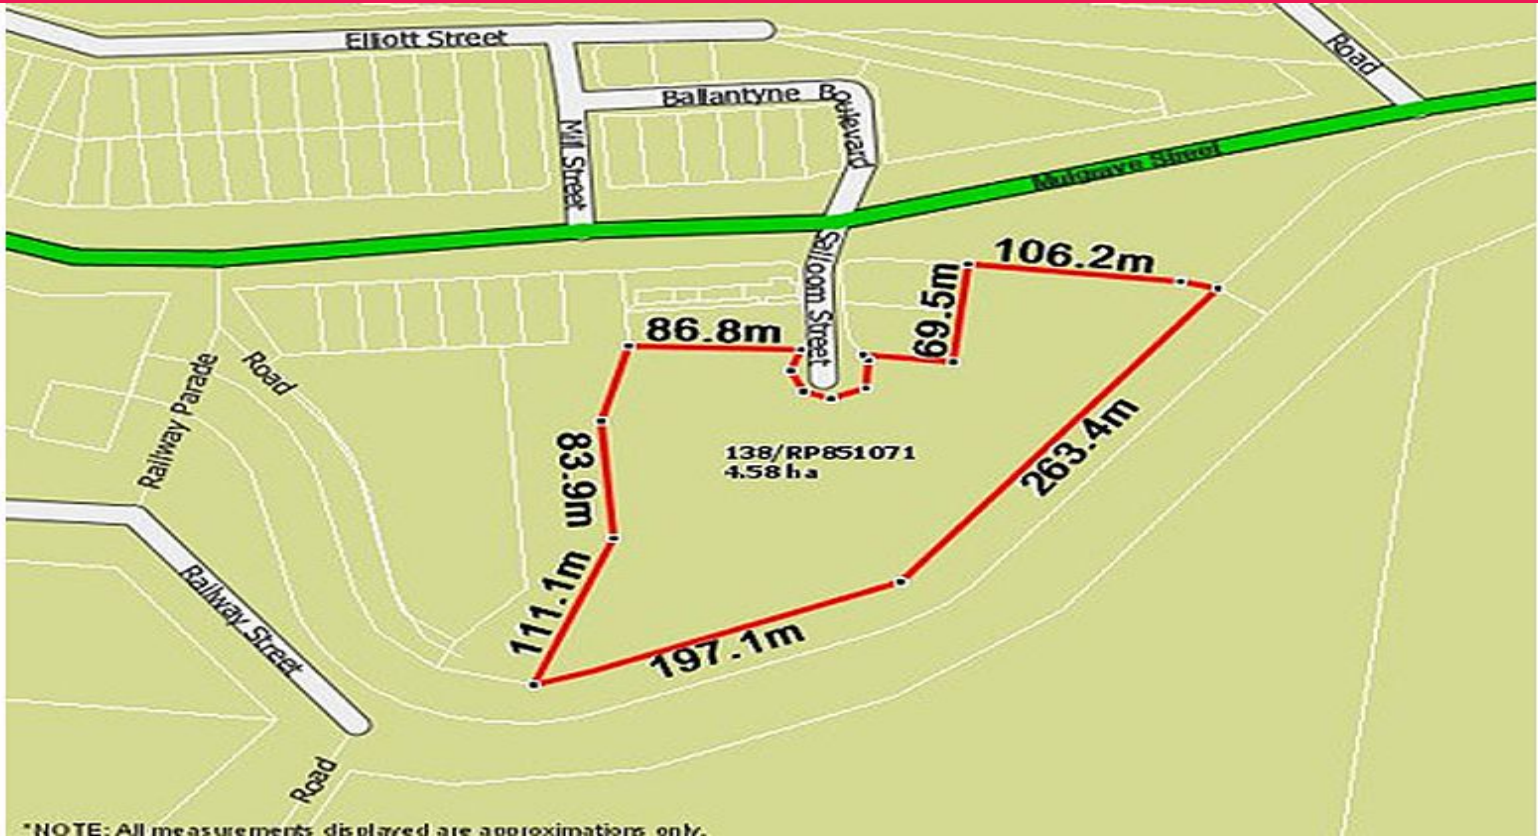 Elliott Street
Road
Ballantyne Boulevard
Mill Street
Mulgrave Street
Salloom Street
106.2m
69.5m
86.8m
Railway Parade
Road
83.9m
138/RP851071
4.58 ha
263.4m
111.1m
197.1m
Railway Street
Road
*NOTE: All measurements displayed are approximations only.